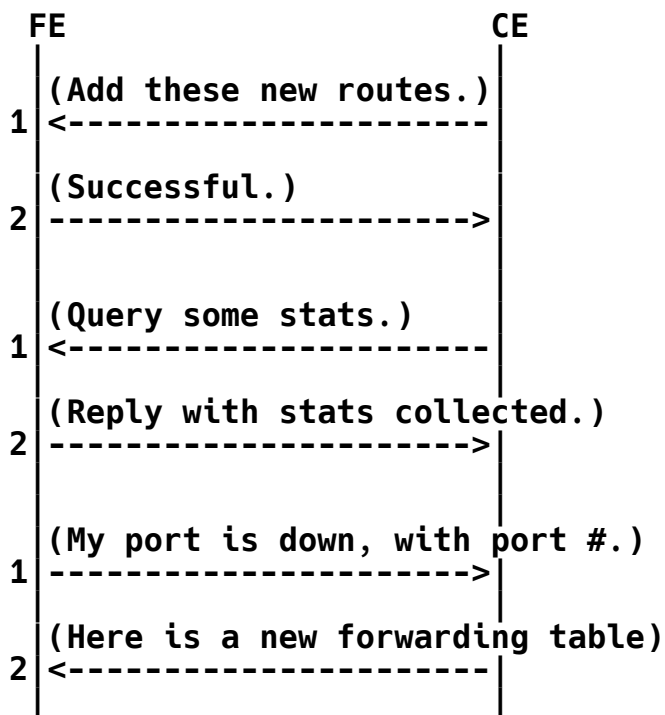 FE CE
(Add these new routes.)
1 <----------------------
(Successful.)
2 ---------------------->
(Query some stats.)
1 <----------------------
(Reply with stats collected.)
2 ---------------------->
(My port is down, with port #.)
1 ---------------------->
(Here is a new forwarding table)
2 <----------------------